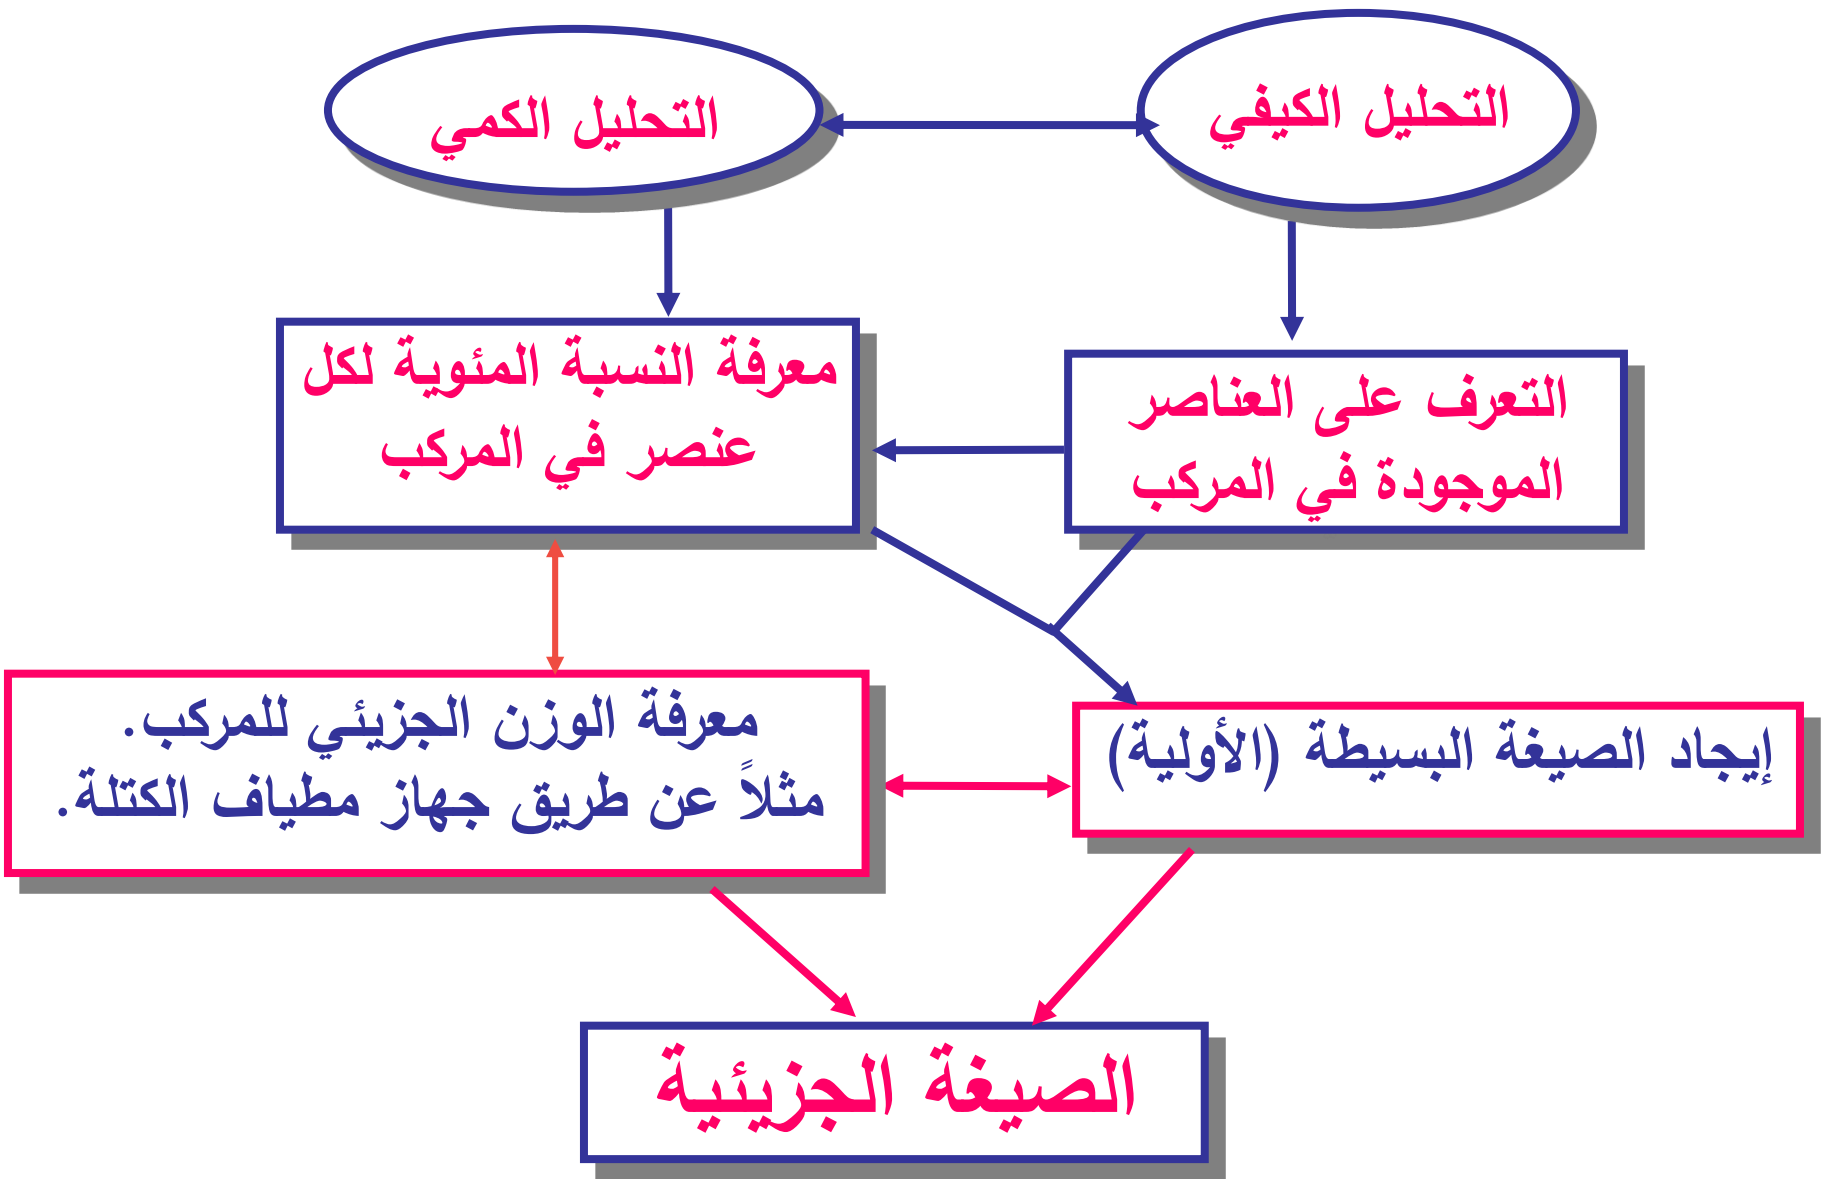 التحليل الكيفي
التحليل الكمي
التعرف على العناصر
الموجودة في المركب
معرفة النسبة المئوية لكل
عنصر في المركب
إيجاد الصيغة البسيطة (الأولية)
معرفة الوزن الجزيئي للمركب.
مثلاً عن طريق جهاز مطياف الكتلة.
الصيغة الجزيئية